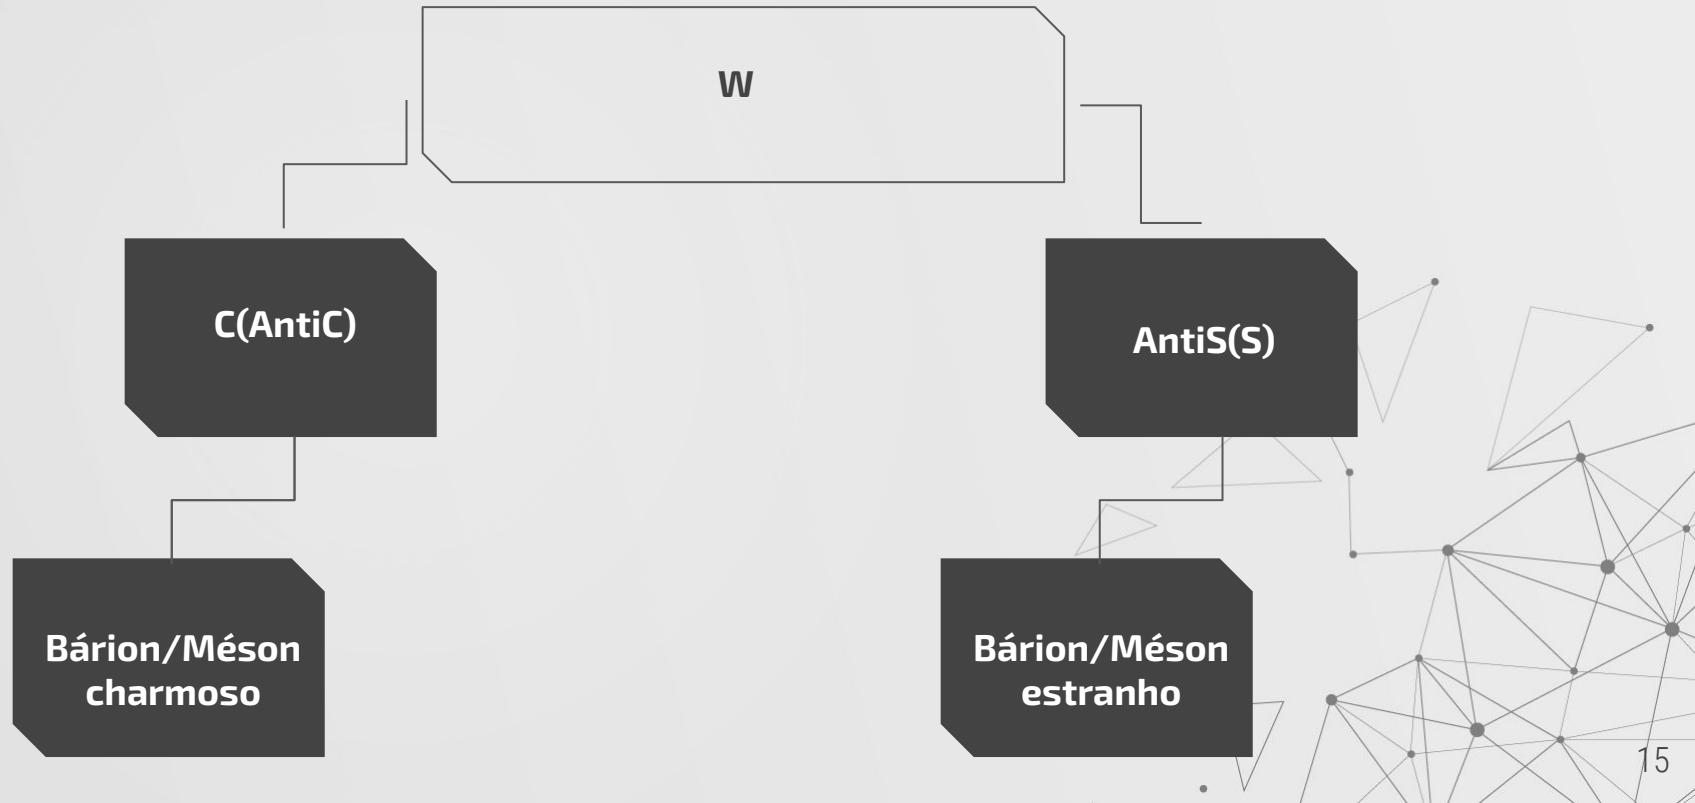 W
C(AntiC)
AntiS(S)
Bárion/Méson
charmoso
Bárion/Méson
estranho
15